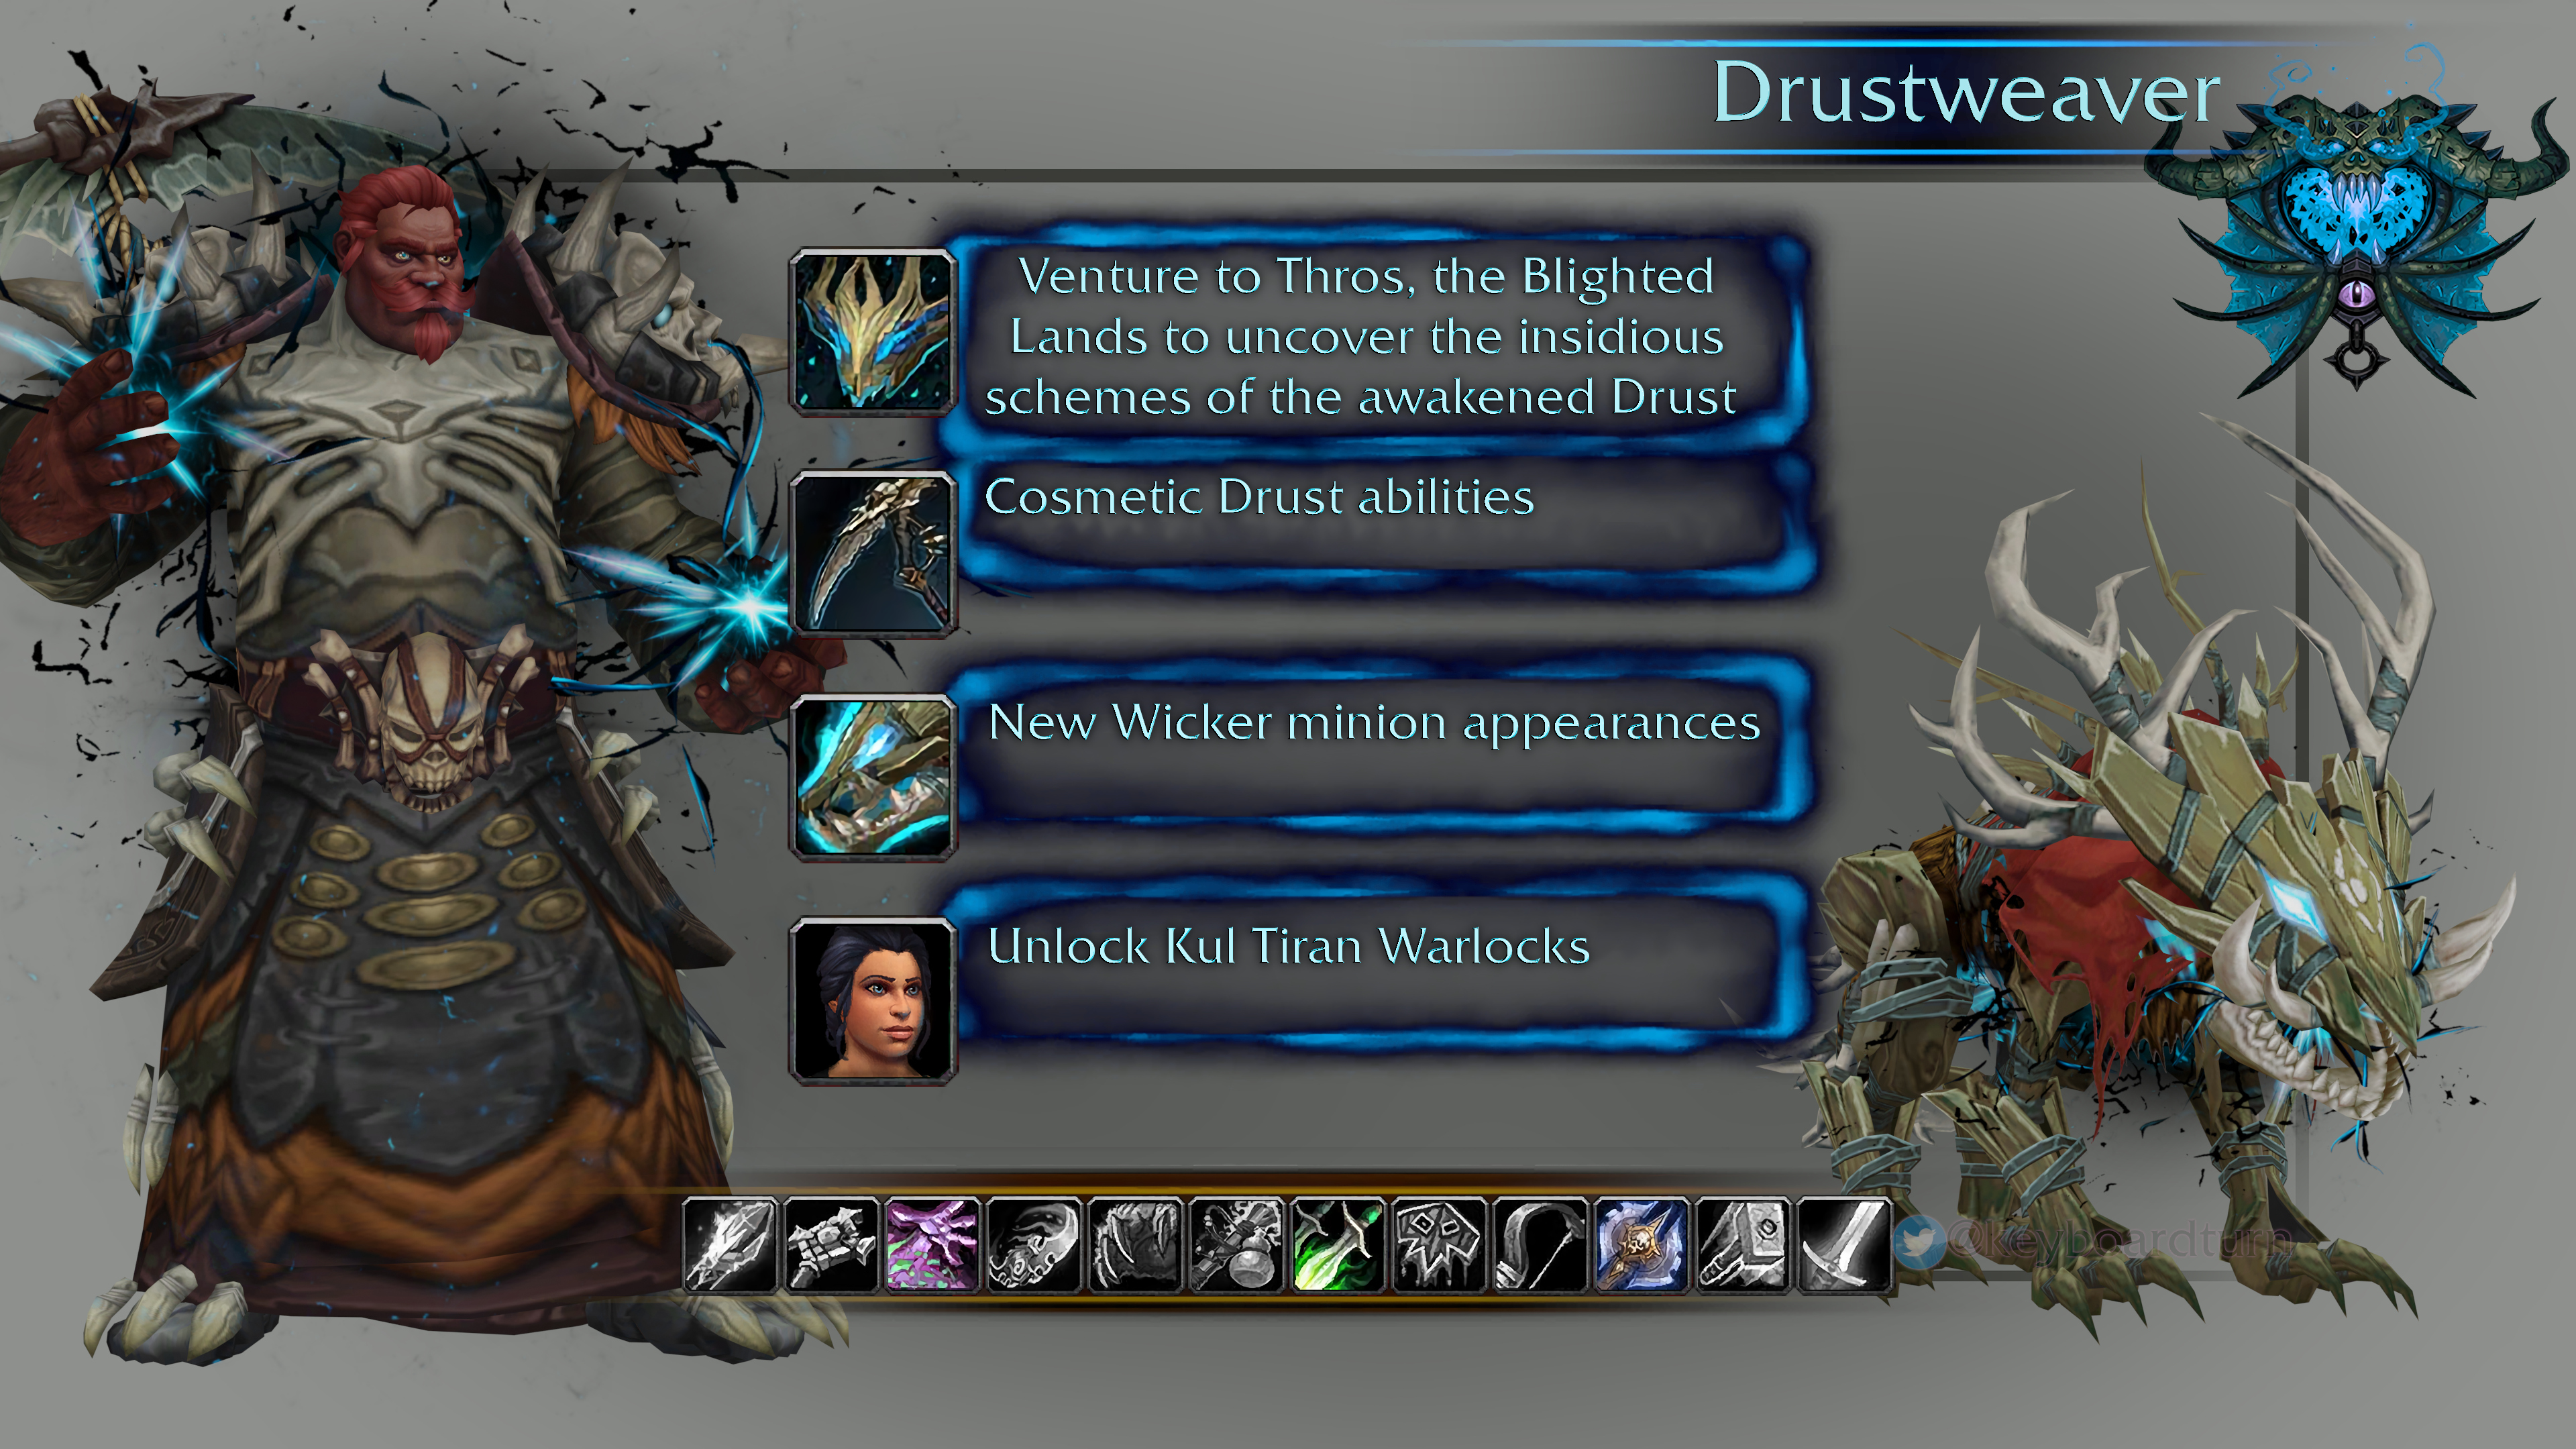 Drustweaver
Venture to Thros, the Blighted
Lands to uncover the insidious
schemes of the awakened Drust
Cosmetic Drust abilities
New Wicker minion appearances
Unlock Kul Tiran Warlocks
@keyboardturn